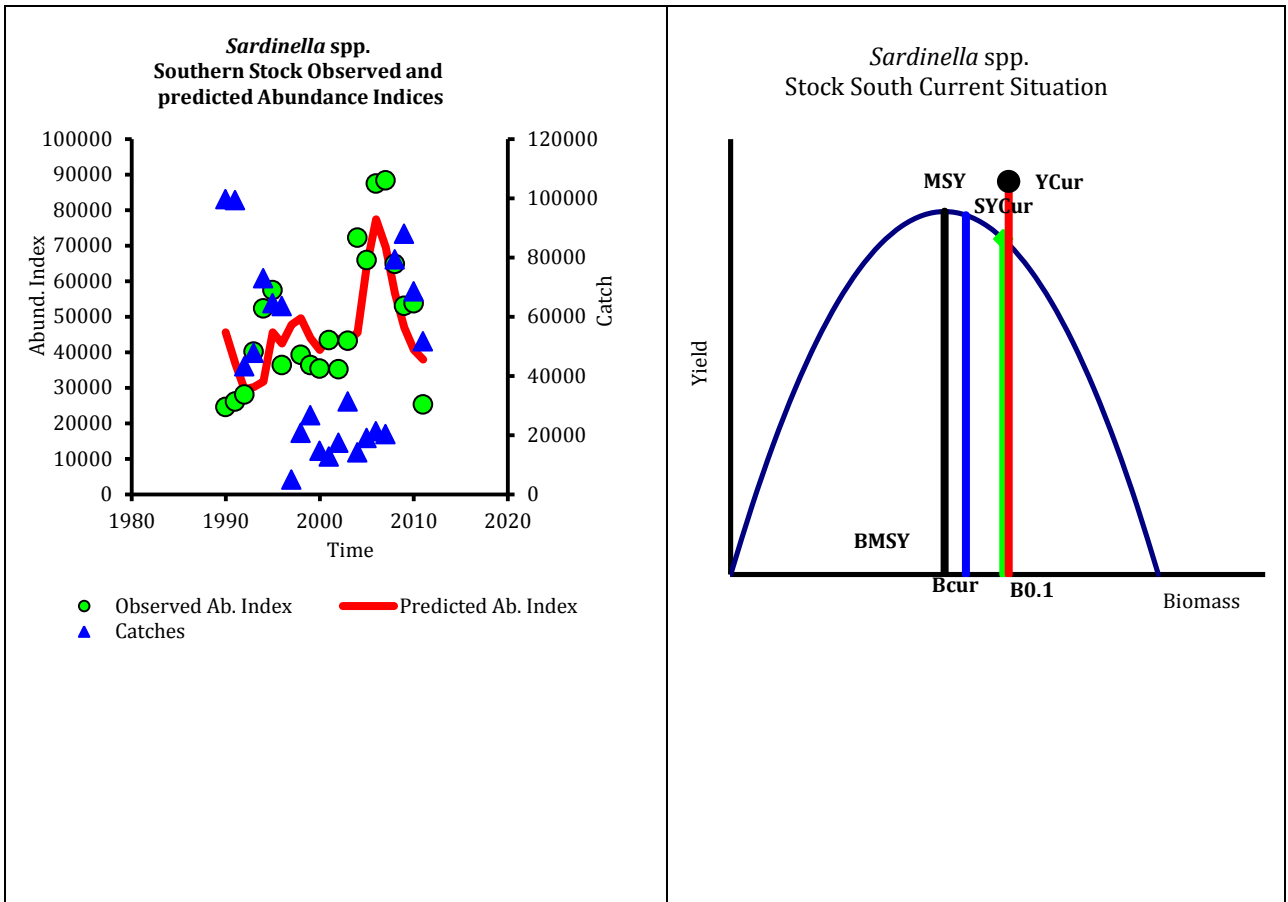 Sardinella spp.
Southern Stock Observed and
predicted Abundance Indices
100000
90000
80000
70000
60000
50000
40000
30000
20000
10000
0
Abund. Index
120000
100000
80000
60000
40000
20000
0
Catch
1980
1990
2000
2010
2020
Time
Observed Ab. Index
Predicted Ab. Index
Catches
Sardinella spp.
Stock South Current Situation
MSY
YCur
SYCur
Yield
BMSY
Bcur
B0.1
Biomass